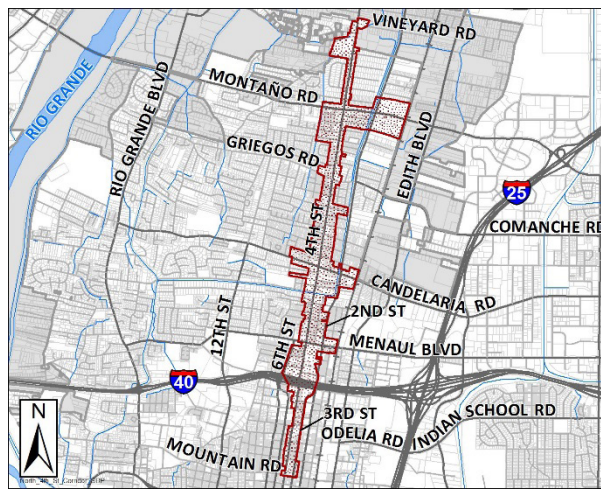 VINEYARD RD
MONTAÑO RD
RIO GRANDE
RIO GRANDE BLVD
GRIEGOS RD
EDITH BLVD
25
4TH ST
COMANCHE RD
CANDELARIA RD
2ND ST
12TH ST
6TH ST
MENAUL BLVD
40
3RD ST
ODELIA RD
INDIAN SCHOOL RD
MOUNTAIN RD
N